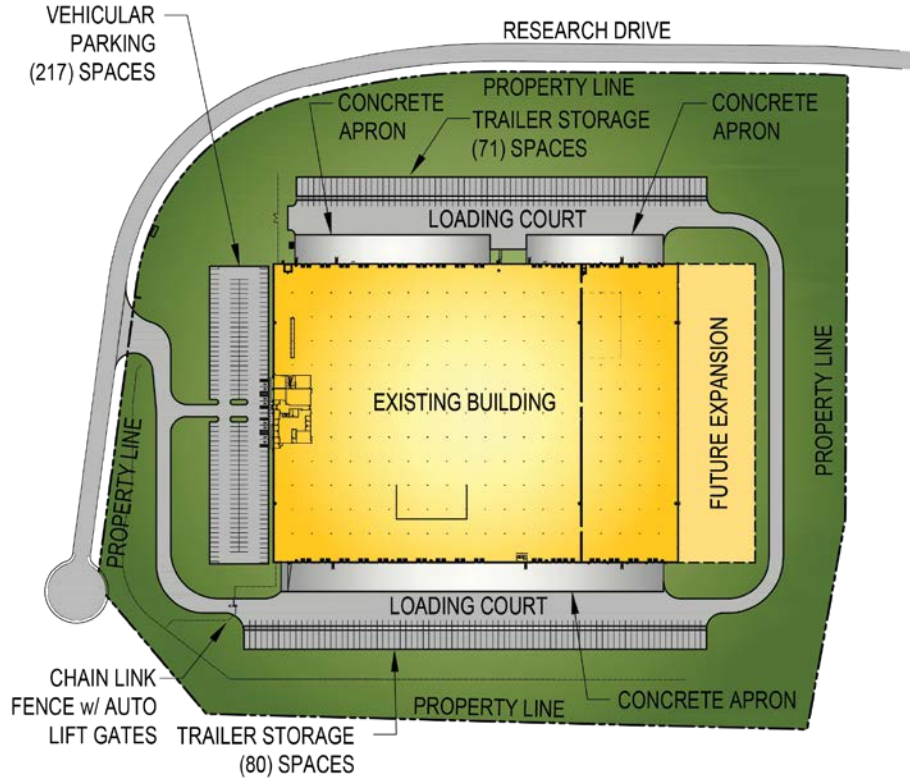 VEHICULAR
PARKING
(217) SPACES
RESEARCH DRIVE
PROPERTY LINE
CONCRETE
APRON
TRAILER STORAGE
(71) SPACES
CONCRETE
APRON
LOADING COURT
EXISTING BUILDING
FUTURE EXPANSION
PROPERTY LINE
PROPERTY LINE
LOADING COURT
CHAIN LINK
FENCE w/ AUTO
LIFT GATES
TRAILER STORAGE
(80) SPACES
PROPERTY LINE
CONCRETE APRON